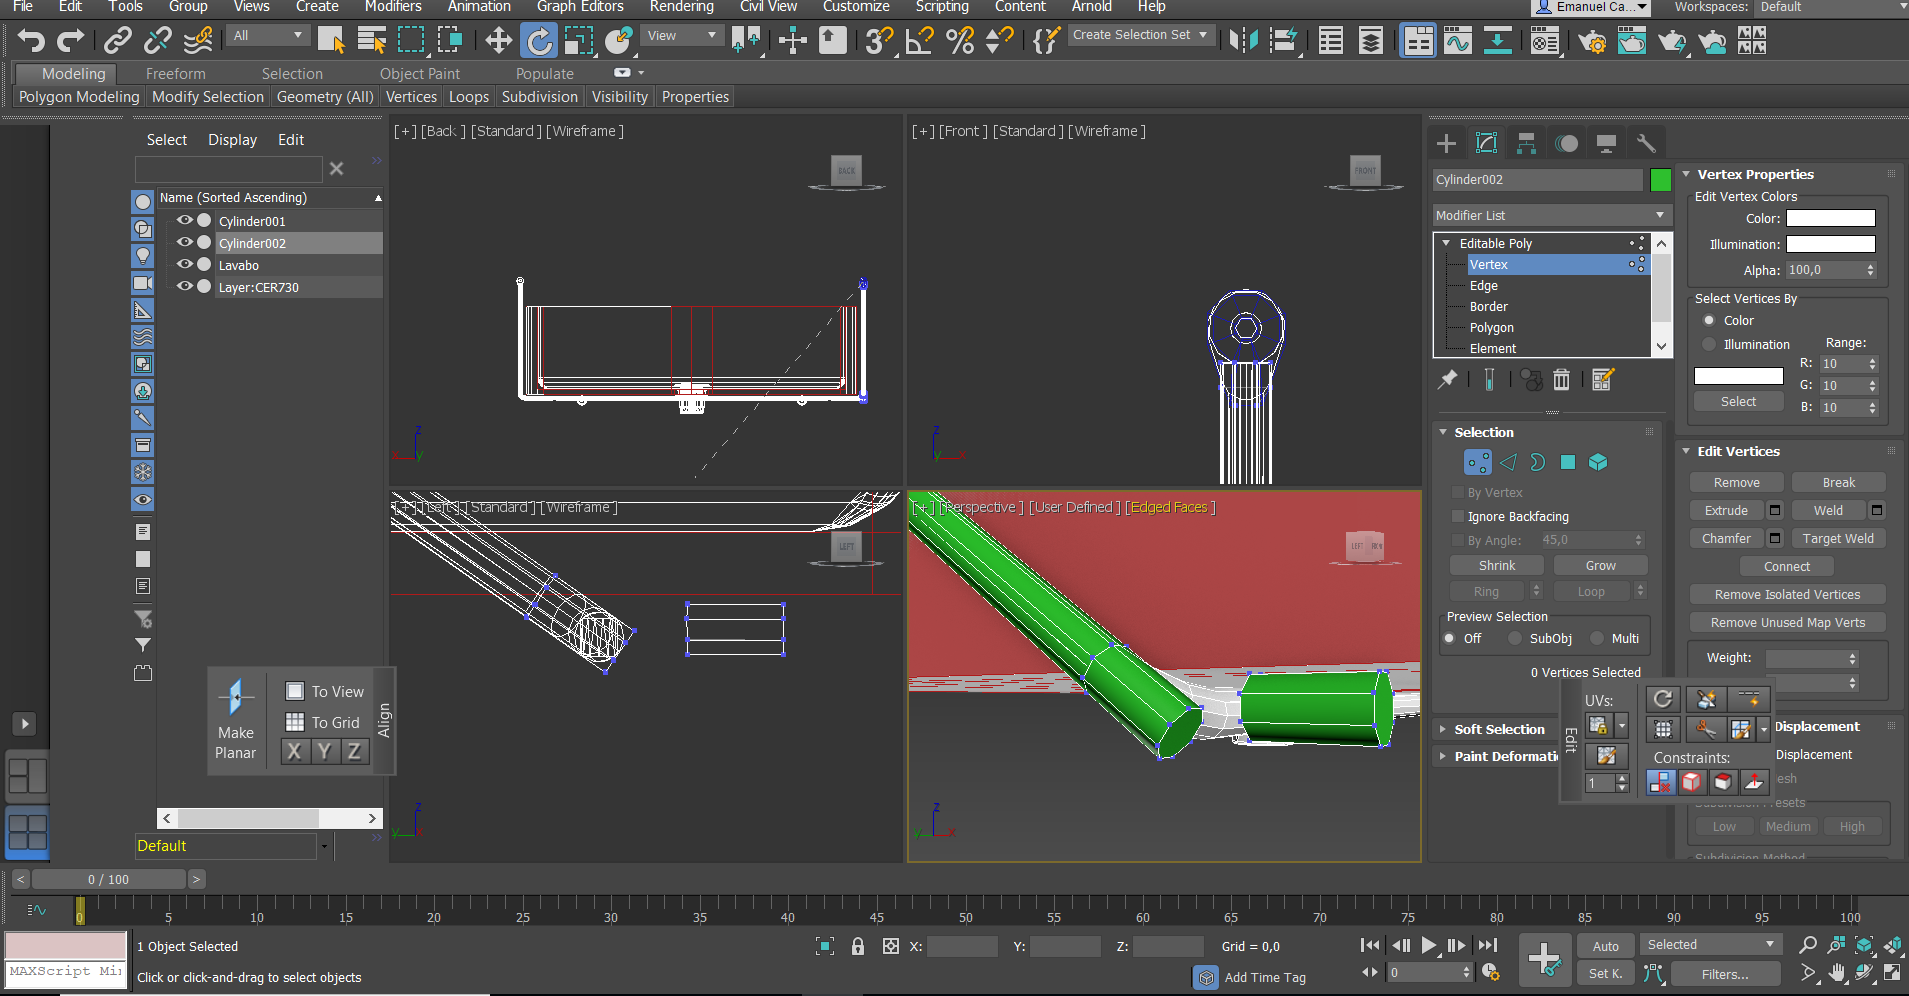 File Edit Tools Group Views Create Modifiers Animation Graph Editors Rendering Civil View Customize Scripting Content Arnold Help Emanuel Ca... Workspaces: Default
All View Create Selection Set
Modeling Freeform Selection Object Paint Populate
Polygon Modeling Modify Selection Geometry (All) Vertices Loops Subdivision Visibility Properties
Select Display Edit
Name (Sorted Ascending)
Cylinder001
Cylinder002
Lavabo
Layer:CER730
Make
Planar
To View
To Grid
X Y Z
Align
Default
[+] [Back ] [Standard ] [Wireframe ]
BACK
z
x
y
[+] [Front ] [Standard ] [Wireframe ]
FRONT
z
y
x
[+] [Left ] [Standard ] [Wireframe ]
LEFT
z
y
x
[+] [Perspective ] [User Defined ] [Edged Faces ]
LEFT
z
y
x
Cylinder002
Modifier List
Editable Poly
Vertex
Edge
Border
Polygon
Element
Selection
By Vertex
Ignore Backfacing
By Angle: 45,0
Shrink Grow
Ring Loop
Preview Selection
Off SubObj Multi
0 Vertices Selected
Soft Selection
Paint Deformati
Vertex Properties
Edit Vertex Colors
Color:
Illumination:
Alpha: 100,0
Select Vertices By
Color
Illumination Range:
R: 10
G: 10
Select
B: 10
Edit Vertices
Remove Break
Extrude Weld
Chamfer Target Weld
Connect
Remove Isolated Vertices
Remove Unused Map Verts
Weight:
Edit
UVs:
Constraints:
1
Displacement
Displacement
esh
Subdivision Presets
Low Medium High
Subdivision Method
< 0 / 100 >
0 5 10 15 20 25 30 35 40 45 50 55 60 65 70 75 80 85 90 95 100
MAXScript Mi
1 Object Selected
Click or click-and-drag to select objects
X: Y: Z: Grid = 0,0
Add Time Tag
0
Auto Selected
Set K. Filters...